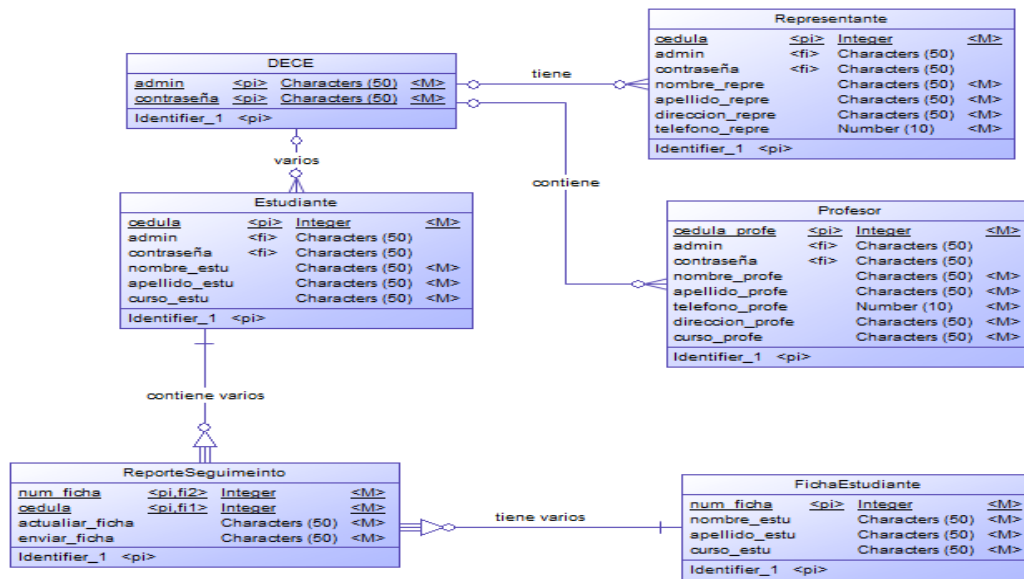 DECE
admin <pi> Characters (50) <M>
contraseña <pi> Characters (50) <M>
Identifier_1 <pi>
tiene
Representante
cedula <pi> Integer <M>
admin <fi> Characters (50)
contraseña <fi> Characters (50)
nombre_repre Characters (50) <M>
apellido_repre Characters (50) <M>
direccion_repre Characters (50) <M>
telefono_repre Number (10) <M>
Identifier_1 <pi>
varios
contiene
Estudiante
cedula <pi> Integer <M>
admin <fi> Characters (50)
contraseña <fi> Characters (50)
nombre_estu Characters (50) <M>
apellido_estu Characters (50) <M>
curso_estu Characters (50) <M>
Identifier_1 <pi>
Profesor
cedula_profe <pi> Integer <M>
admin <fi> Characters (50)
contraseña <fi> Characters (50)
nombre_profe Characters (50) <M>
apellido_profe Characters (50) <M>
telefono_profe Number (10) <M>
direccion_profe Characters (50) <M>
curso_profe Characters (50) <M>
Identifier_1 <pi>
contiene varios
ReporteSeguimeinto
num_ficha <pi,fi2> Integer <M>
cedula <pi,fi1> Integer <M>
actualiar_ficha Characters (50) <M>
enviar_ficha Characters (50) <M>
Identifier_1 <pi>
tiene varios
FichaEstudiante
num_ficha <pi> Integer <M>
nombre_estu Characters (50) <M>
apellido_estu Characters (50) <M>
curso_estu Characters (50) <M>
Identifier_1 <pi>